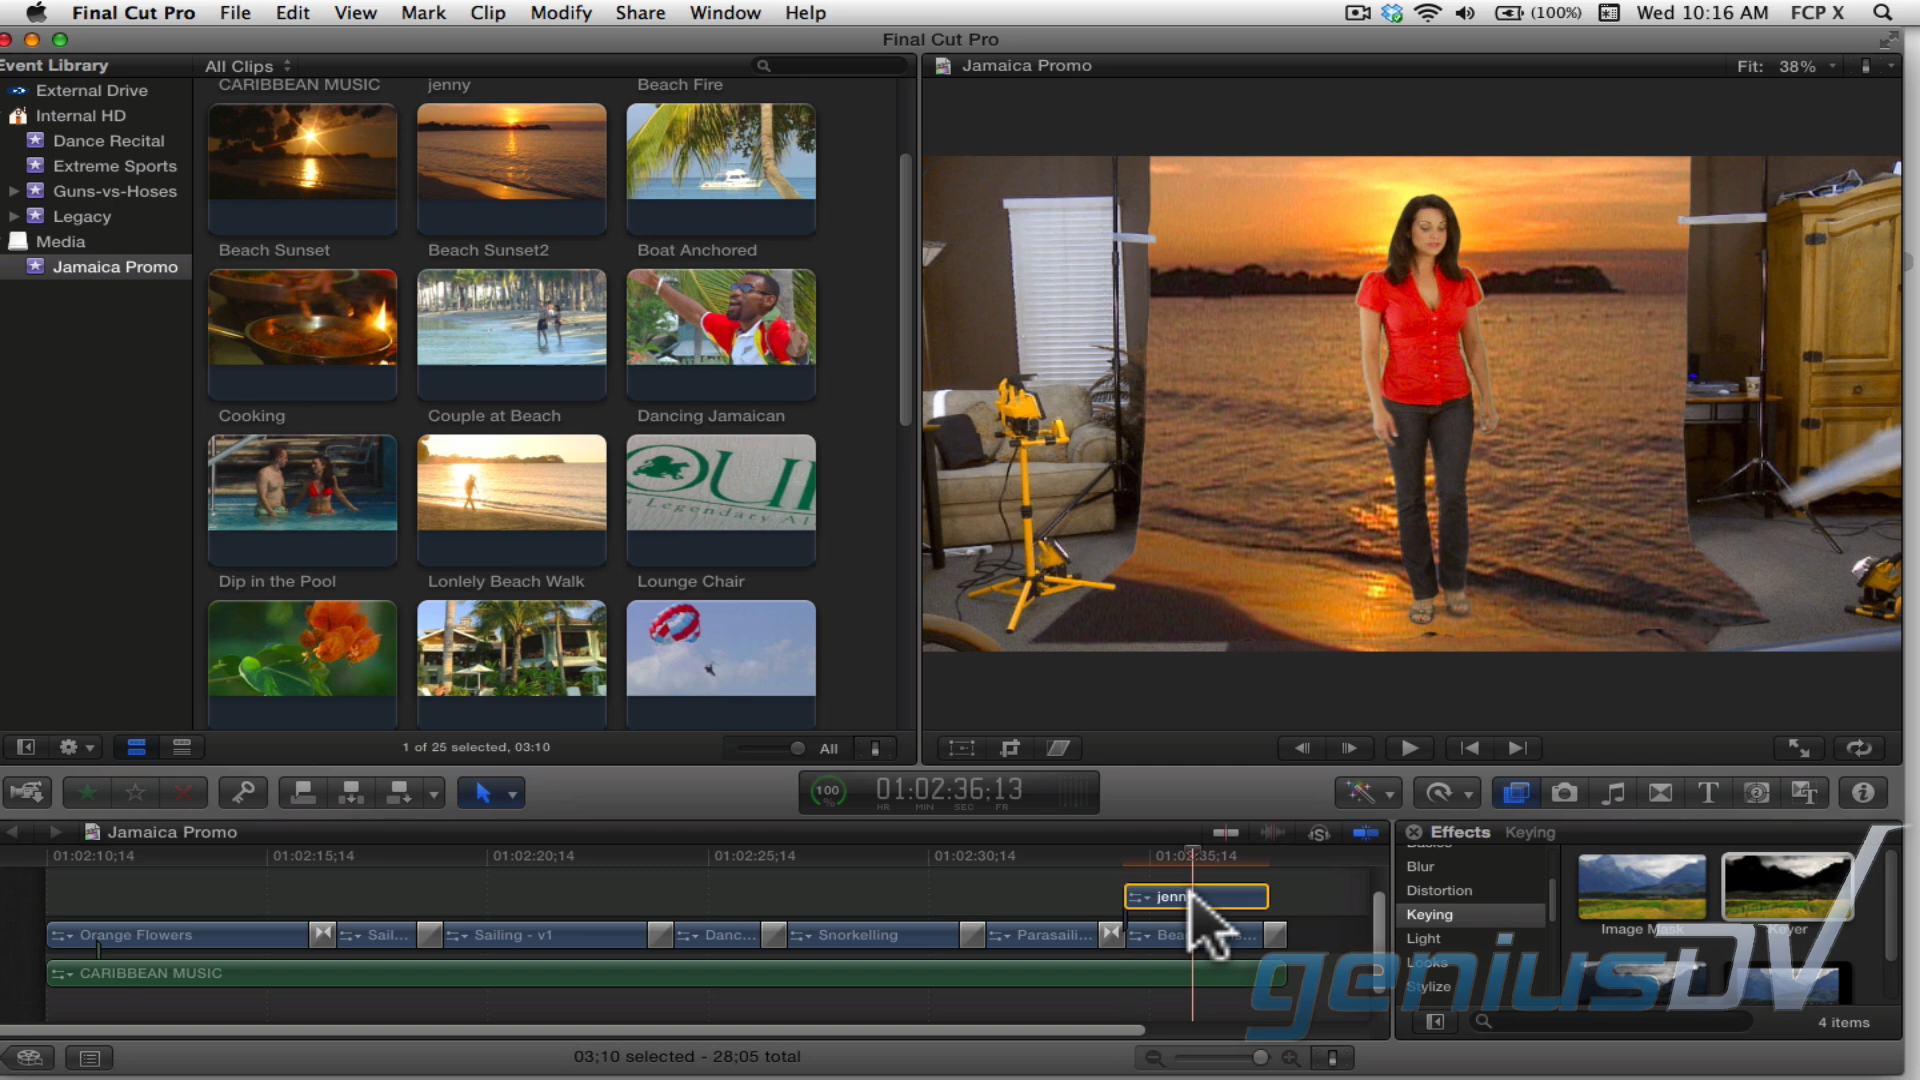 Final Cut Pro File Edit View Mark Clip Modify Share Window Help (100%) Wed 10:16 AM FCP X
Final Cut Pro
Event Library
External Drive
Internal HD
Dance Recital
Extreme Sports
Guns-vs-Hoses
Legacy
Media
Jamaica Promo
All Clips
CARIBBEAN MUSIC jenny Beach Fire
Beach Sunset Beach Sunset2 Boat Anchored
Cooking Couple at Beach Dancing Jamaican
Dip in the Pool Lonlely Beach Walk Lounge Chair
OUI
Legendary Al
1 of 25 selected, 03:10
All
Jamaica Promo Fit: 38%
100 % 01:02:36;13
HR MIN SEC FR
Jamaica Promo
01:02:10;14 01:02:15;14 01:02:20;14 01:02:25;14 01:02:30;14 01:02:35;14
jenn
Orange Flowers Sail... Sailing - v1 Danc... Snorkelling Parasaili... Bea
CARIBBEAN MUSIC
03;10 selected - 28;05 total
Effects Keying
Basics
Blur
Distortion
Keying
Light
Looks
Stylize
Image Mask Keyer
4 items
geniusDV